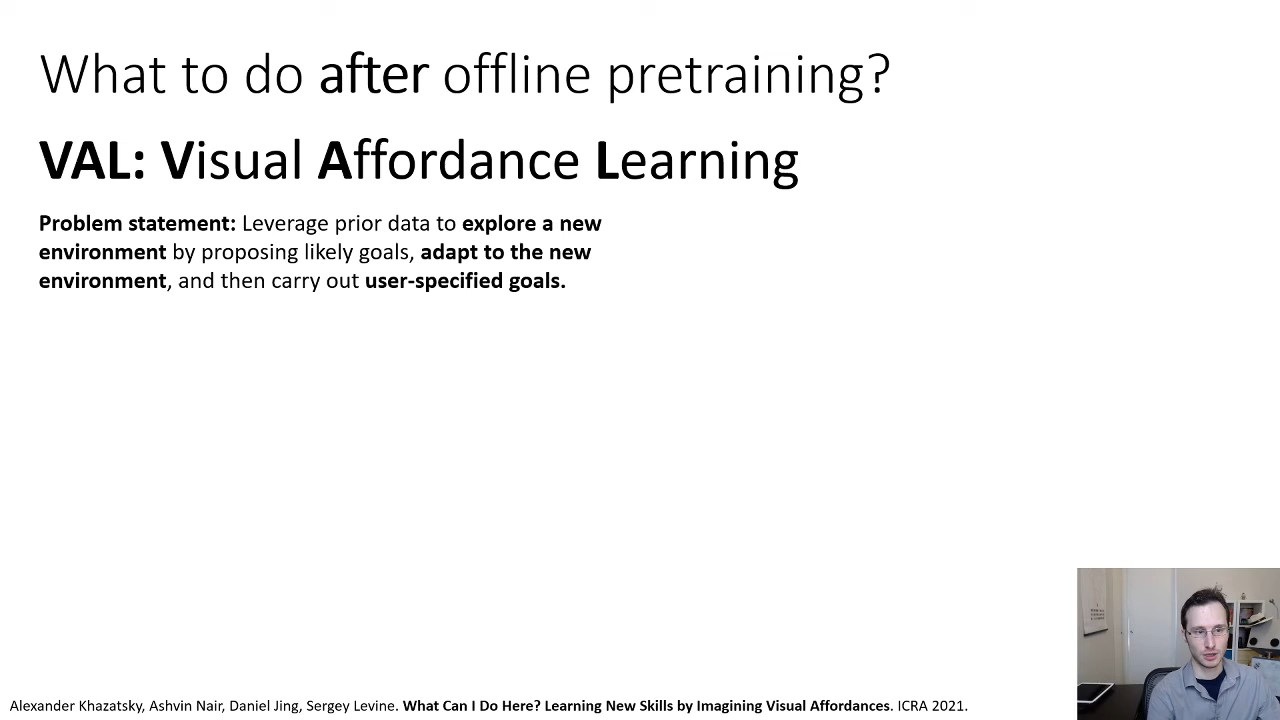 What to do after offline pretraining?
VAL: Visual Affordance Learning
Problem statement: Leverage prior data to explore a new
environment by proposing likely goals, adapt to the new
environment, and then carry out user-specified goals.
Alexander Khazatsky, Ashvin Nair, Daniel Jing, Sergey Levine. What Can I Do Here? Learning New Skills by Imagining Visual Affordances. ICRA 2021.